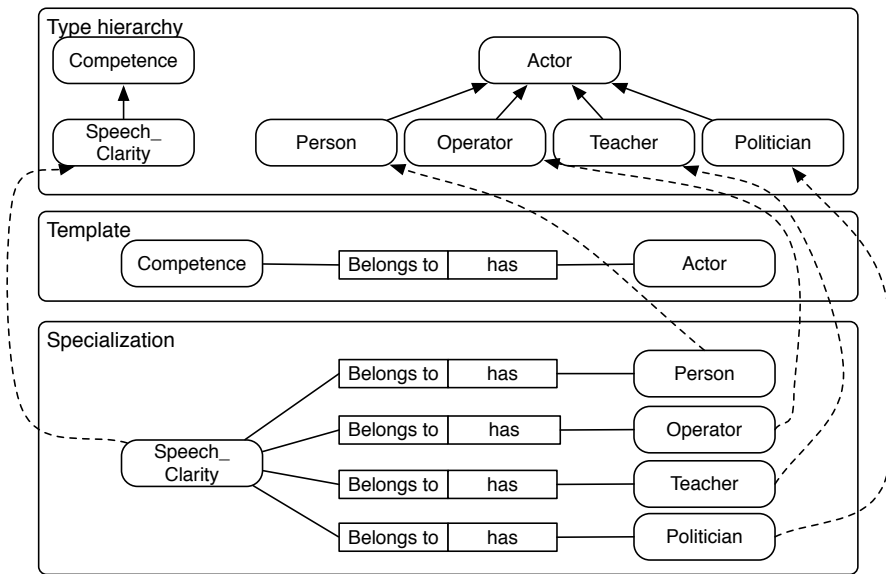 Type hierarchy
Competence
Actor
Speech_
Clarity
Person
Operator
Teacher
Politician
Template
Competence
Belongs to
has
Actor
Specialization
Belongs to
has
Person
Belongs to
has
Operator
Speech_
Clarity
Belongs to
has
Teacher
Belongs to
has
Politician